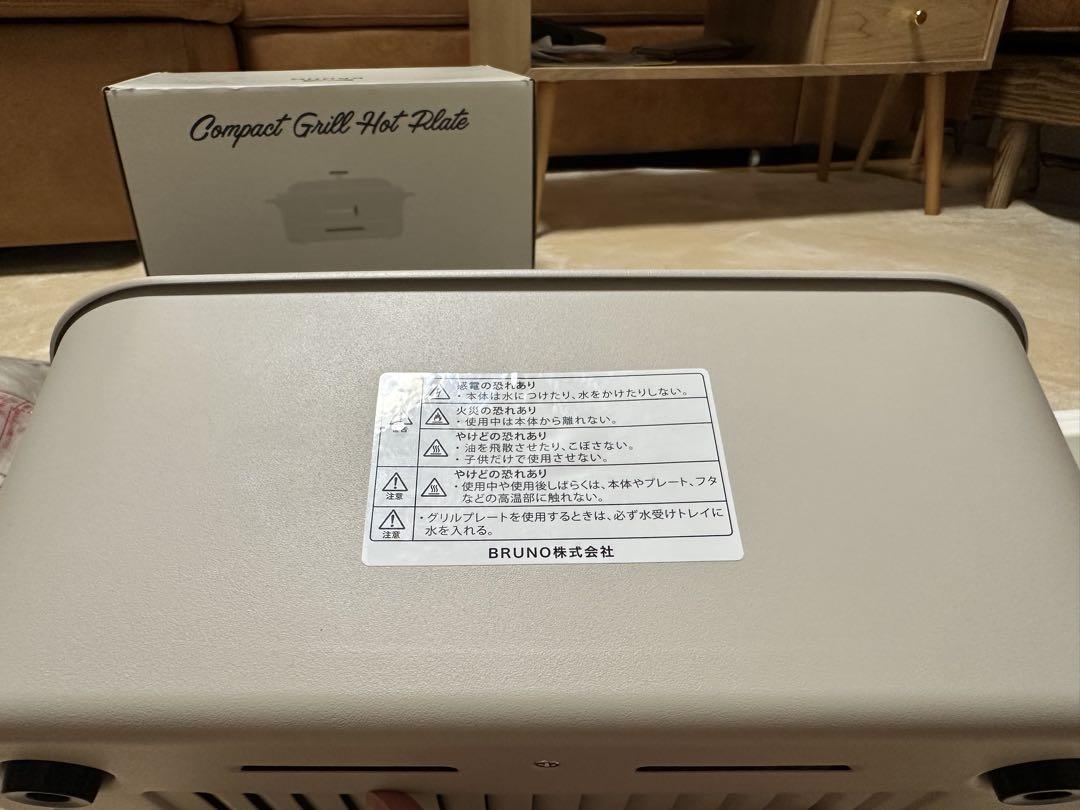 Compact Grill Hot Plate
感電の恐れあり
・本体は水につけたり、水をかけたりしない。
火災の恐れあり
・使用中は本体から離れない。
やけどの恐れあり
・油を飛散させたり、こぼさない。
・子供だけで使用させない。
注意
やけどの恐れあり
・使用中や使用後しばらくは、本体やプレート、フタ
などの高温部に触れない。
注意
・グリルプレートを使用するときは、必ず水受けトレイに
水を入れる。
BRUNO株式会社